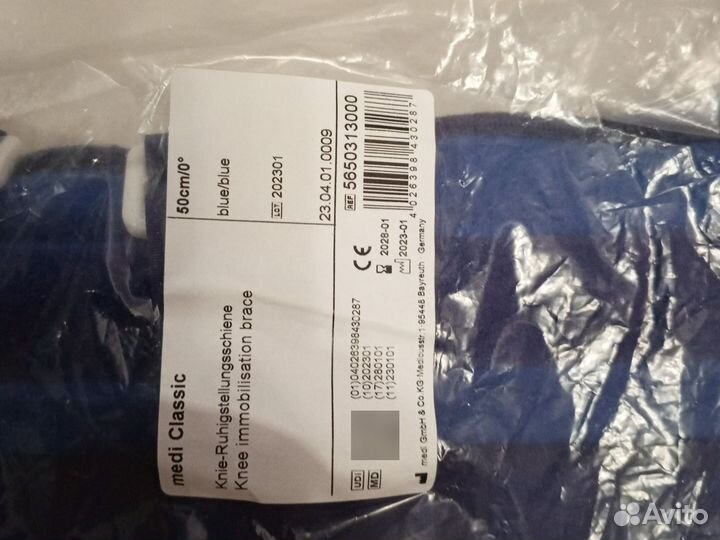 medi Classic
50cm/0°
Knie-Ruhigstellungsschiene
blue/blue
Knee immobilisation brace
LOT 202301
23.04.01.0009
REF 5650313000
4 026398 430287
CE
2028-01
2023-01
(01)04026398430287
(10)202301
(17)280101
(11)230101
UDI
MD
medi GmbH & Co.KG Medicusstr.1 95448 Bayreuth Germany
Avito